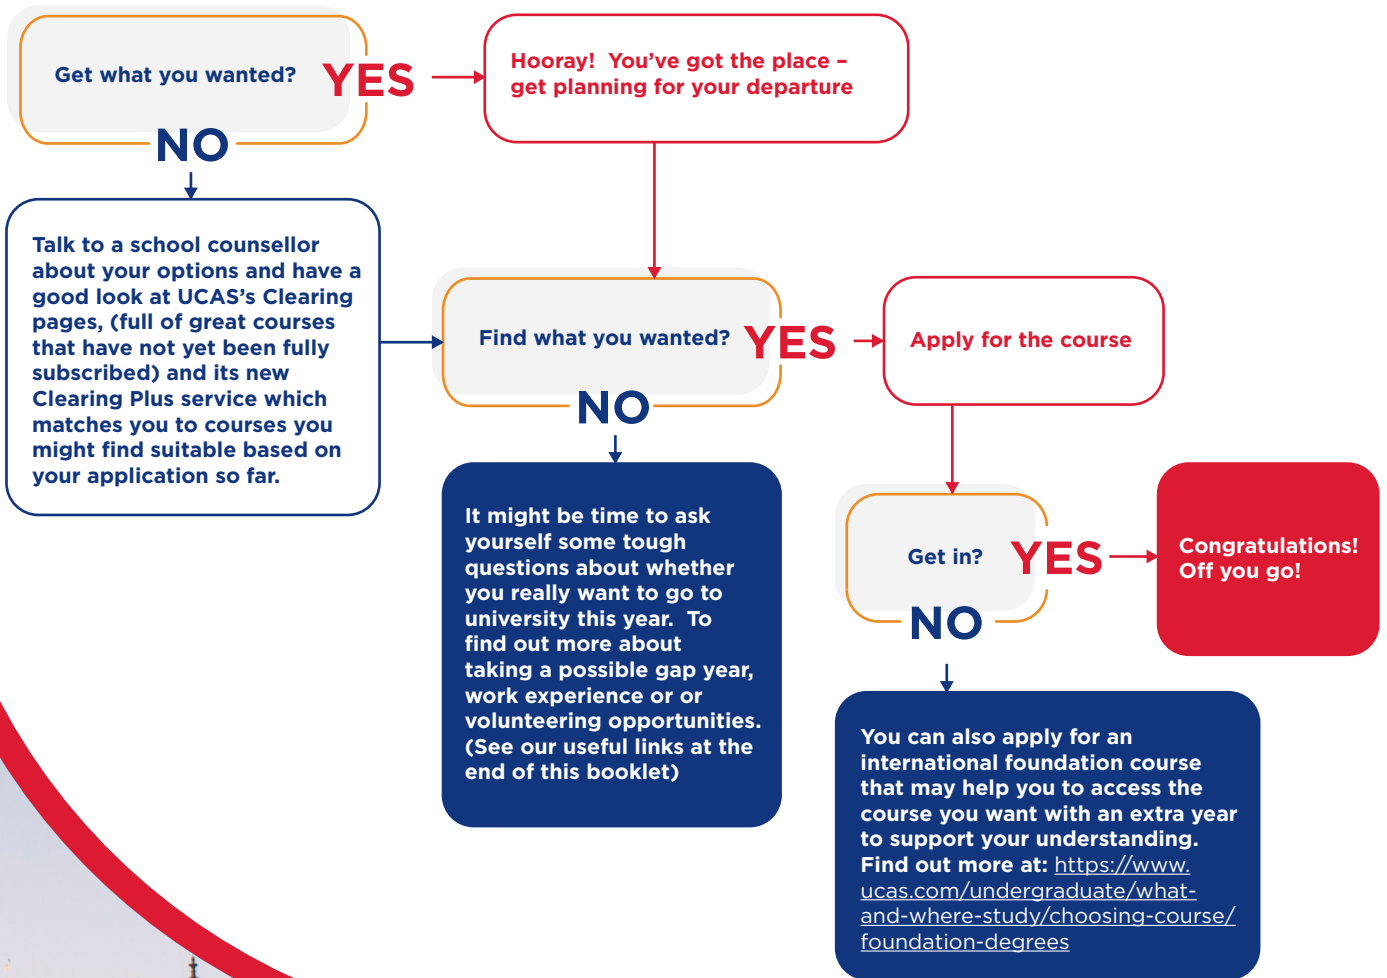 Get what you wanted?
YES
Hooray!  You’ve got the place –
get planning for your departure
NO
Talk to a school counsellor
about your options and have a
good look at UCAS’s Clearing
pages, (full of great courses
that have not yet been fully
subscribed) and its new
Clearing Plus service which
matches you to courses you
might find suitable based on
your application so far.
Find what you wanted?
YES
Apply for the course
NO
It might be time to ask
yourself some tough
questions about whether
you really want to go to
university this year.  To
find out more about
taking a possible gap year,
work experience or or
volunteering opportunities.
(See our useful links at the
end of this booklet)
Get in?
YES
Congratulations!
Off you go!
NO
You can also apply for an
international foundation course
that may help you to access the
course you want with an extra year
to support your understanding.
Find out more at: https://www.
ucas.com/undergraduate/what-
and-where-study/choosing-course/
foundation-degrees